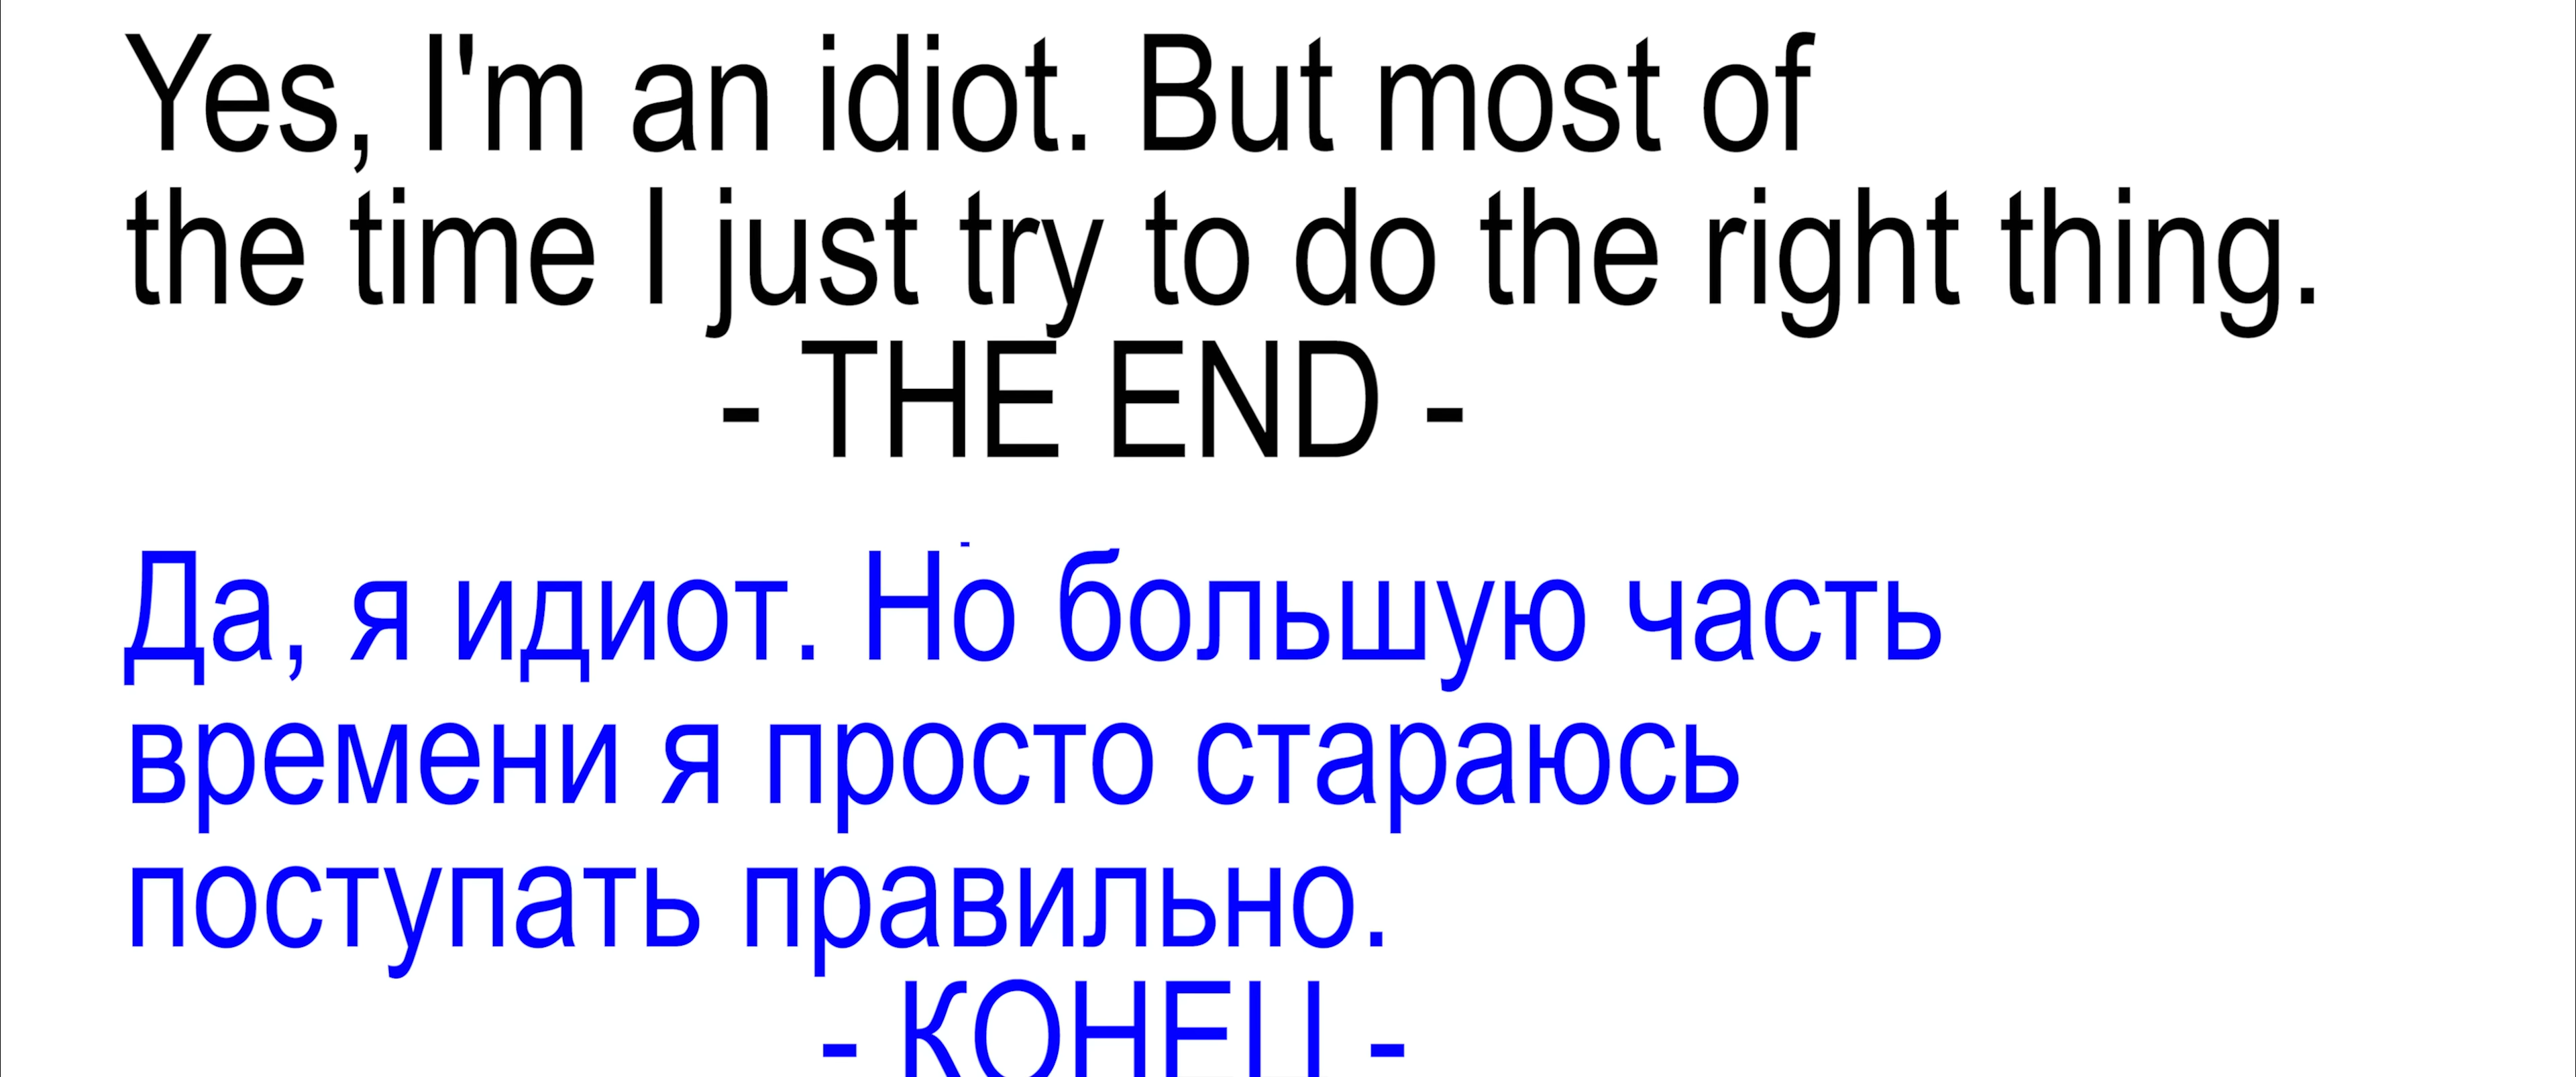 Yes, I'm an idiot. But most of
the time I just try to do the right thing.
- THE END -
Да, я идиот. Но большую часть
времени я просто стараюсь
поступать правильно.
- КОНЕЦ -